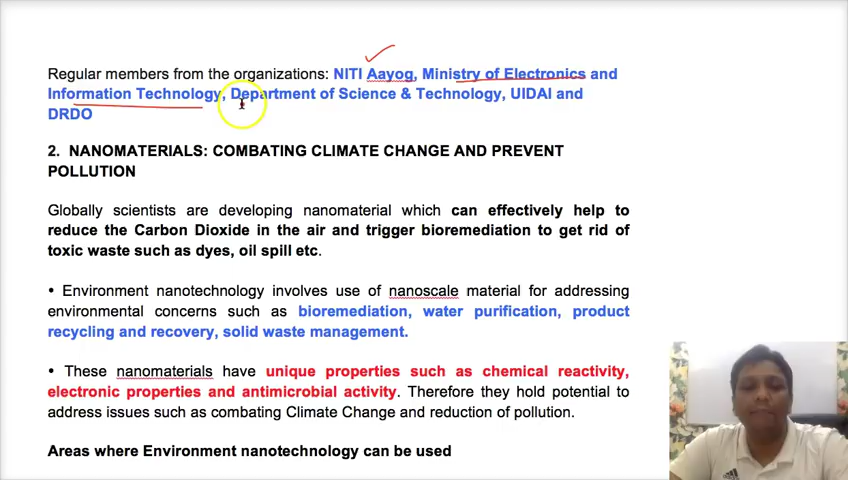 Regular members from the organizations: NITI Aayog, Ministry of Electronics and
Information Technology, Department of Science & Technology, UIDAI and
DRDO
2. NANOMATERIALS: COMBATING CLIMATE CHANGE AND PREVENT
POLLUTION
Globally scientists are developing nanomaterial which can effectively help to
reduce the Carbon Dioxide in the air and trigger bioremediation to get rid of
toxic waste such as dyes, oil spill etc.
• Environment nanotechnology involves use of nanoscale material for addressing
environmental concerns such as bioremediation, water purification, product
recycling and recovery, solid waste management.
• These nanomaterials have unique properties such as chemical reactivity,
electronic properties and antimicrobial activity. Therefore they hold potential to
address issues such as combating Climate Change and reduction of pollution.
Areas where Environment nanotechnology can be used